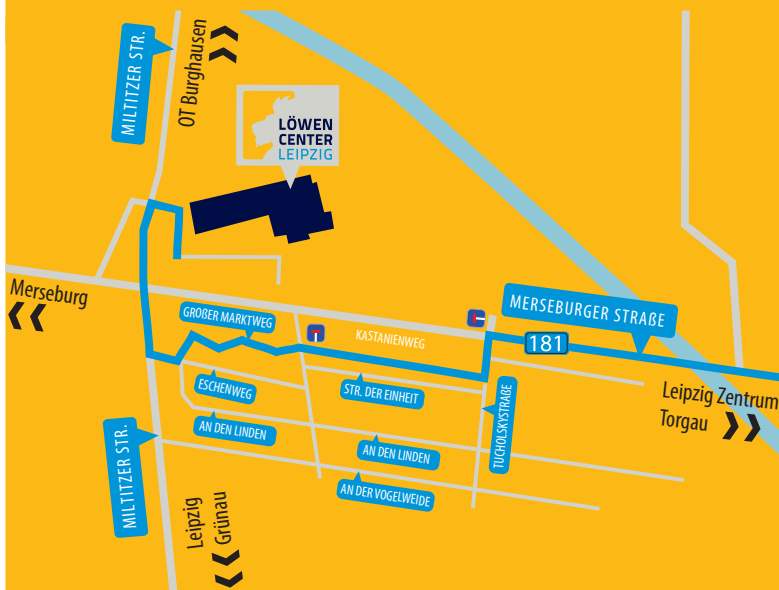 MILTITZER STR.
OT Burghausen
LÖWEN
CENTER
LEIPZIG
Merseburg
GROßER MARKTWEG
KASTANIENWEG
MERSEBURGER STRAßE
181
Leipzig Zentrum
Torgau
ESCHENWEG
STR. DER EINHEIT
TUCHOLSKYSTRAßE
AN DEN LINDEN
AN DEN LINDEN
AN DER VOGELWEIDE
MILTITZER STR.
Leipzig
Grünau